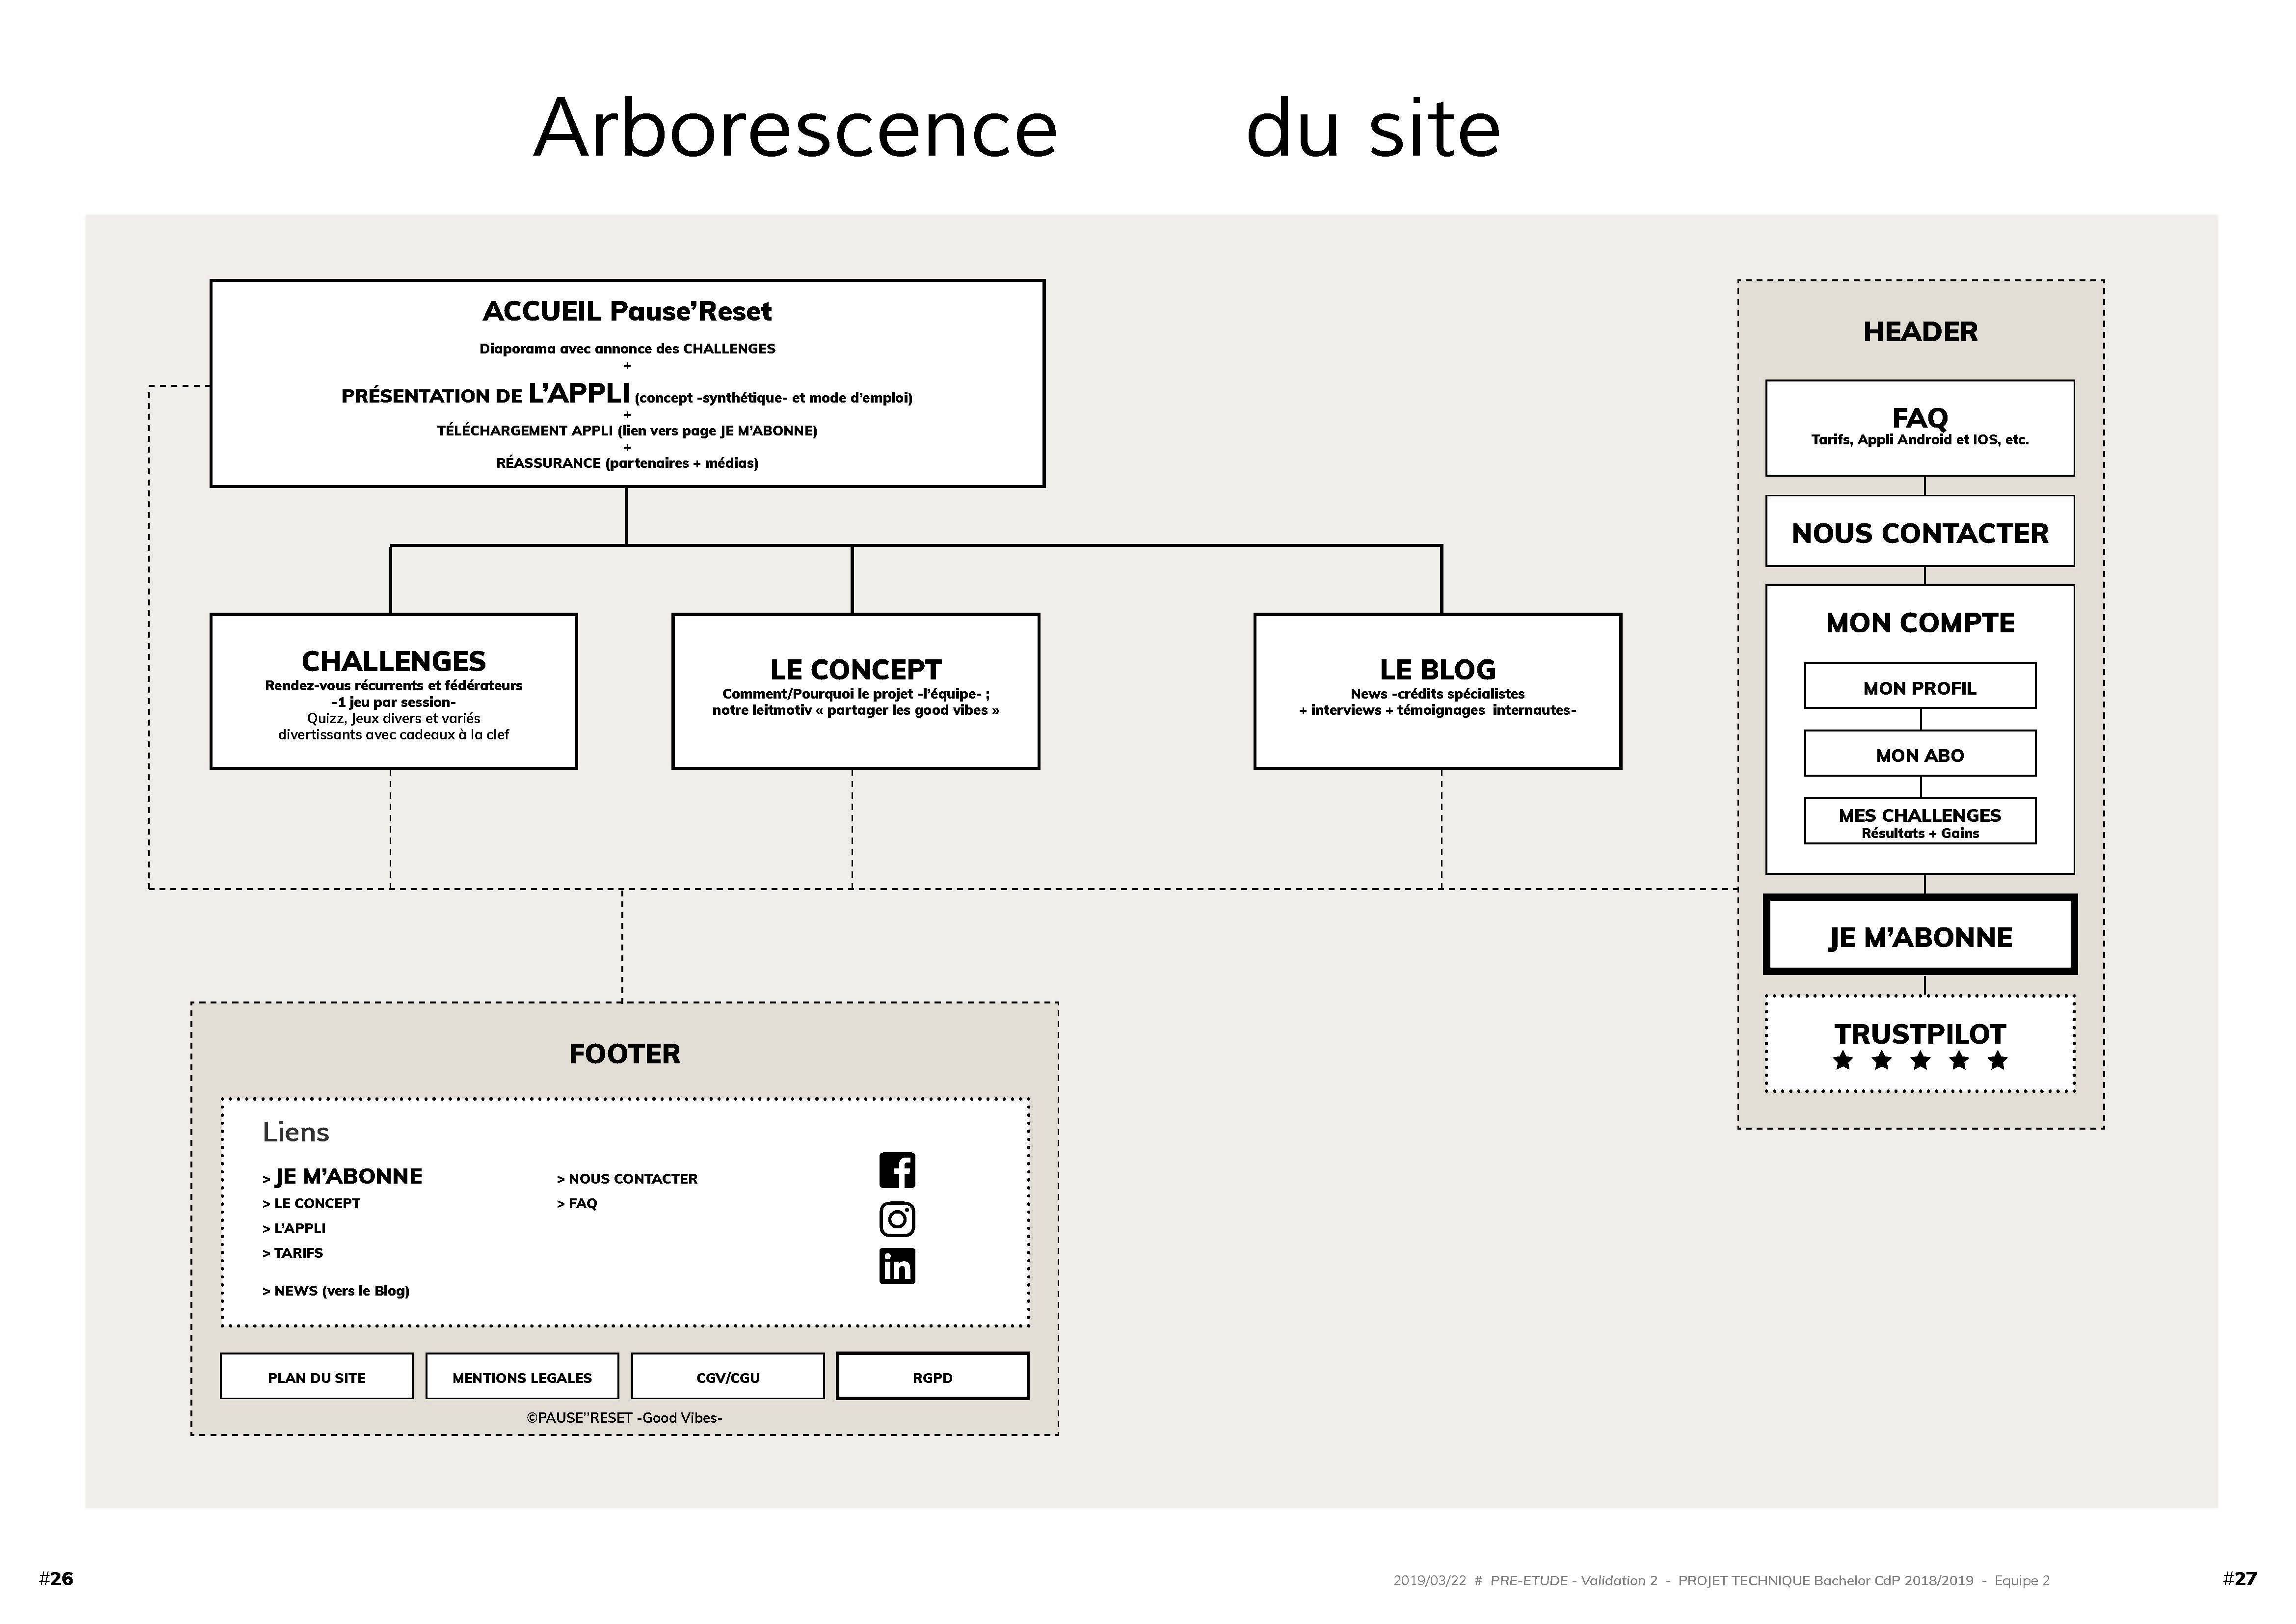 Arborescence du site
ACCUEIL Pause’Reset
Diaporama avec annonce des CHALLENGES
+
PRÉSENTATION DE L’APPLI (concept -synthétique- et mode d’emploi)
+
TÉLÉCHARGEMENT APPLI (lien vers page JE M’ABONNE)
+
RÉASSURANCE (partenaires + médias)
CHALLENGES
Rendez-vous récurrents et fédérateurs
-1 jeu par session-
Quizz, Jeux divers et variés
divertissants avec cadeaux à la clef
LE CONCEPT
Comment/Pourquoi le projet -l’équipe- ;
notre leitmotiv « partager les good vibes »
LE BLOG
News -crédits spécialistes
+ interviews + témoignages internautes-
HEADER
FAQ
Tarifs, Appli Android et IOS, etc.
NOUS CONTACTER
MON COMPTE
MON PROFIL
MON ABO
MES CHALLENGES
Résultats + Gains
JE M’ABONNE
TRUSTPILOT
FOOTER
Liens
> JE M’ABONNE
> LE CONCEPT
> L’APPLI
> TARIFS
> NEWS (vers le Blog)
> NOUS CONTACTER
> FAQ
PLAN DU SITE
MENTIONS LEGALES
CGV/CGU
RGPD
©PAUSE’’RESET -Good Vibes-
#26
2019/03/22 # PRE-ETUDE - Validation 2 - PROJET TECHNIQUE Bachelor CdP 2018/2019 - Equipe 2
#27